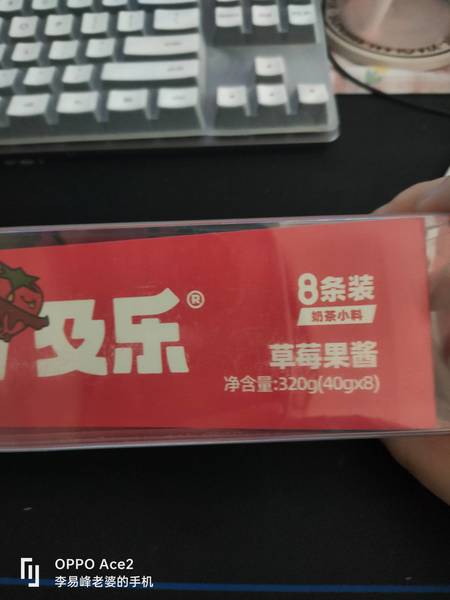 及乐®
8条装
奶茶小料
草莓果酱
净含量:320g(40gx8)
OPPO Ace2
李易峰老婆的手机